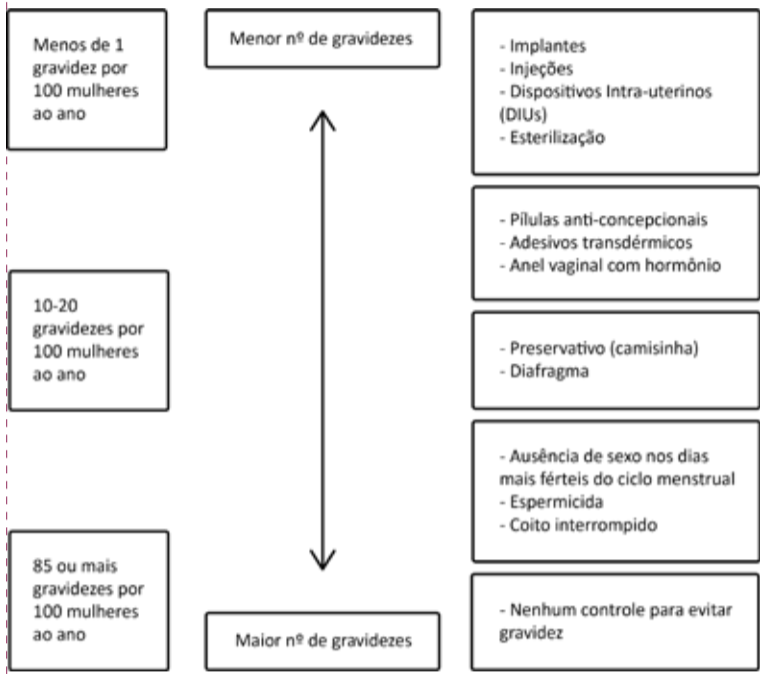 Menos de 1
gravidez por
100 mulheres
ao ano
10-20
gravidezes por
100 mulheres
ao ano
85 ou mais
gravidezes por
100 mulheres
ao ano
Menor nº de gravidezes
Maior nº de gravidezes
- Implantes
- Injeções
- Dispositivos Intra-uterinos
(DIUs)
- Esterilização
- Pílulas anti-concepcionais
- Adesivos transdérmicos
- Anel vaginal com hormônio
- Preservativo (camisinha)
- Diafragma
- Ausência de sexo nos dias
mais férteis do ciclo menstrual
- Espermicida
- Coito interrompido
- Nenhum controle para evitar
gravidez